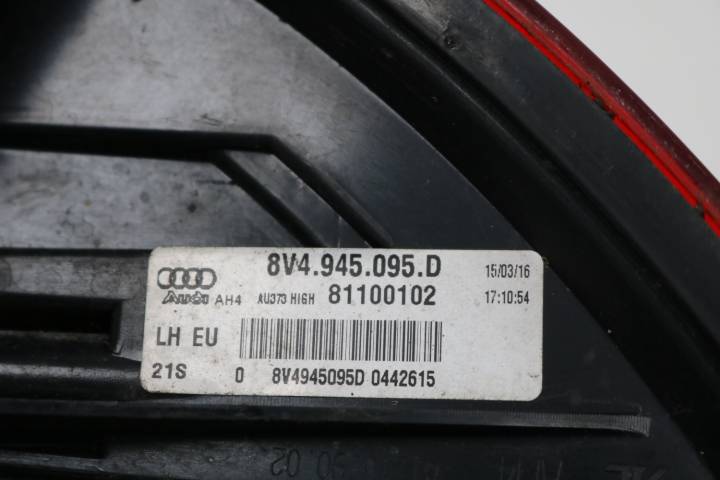 8V4.945.095.D 15/03/16
Audi AH4 AU373 HIGH 81100102 17:10:54
LH EU
21S 0 8V4945095D 0442615